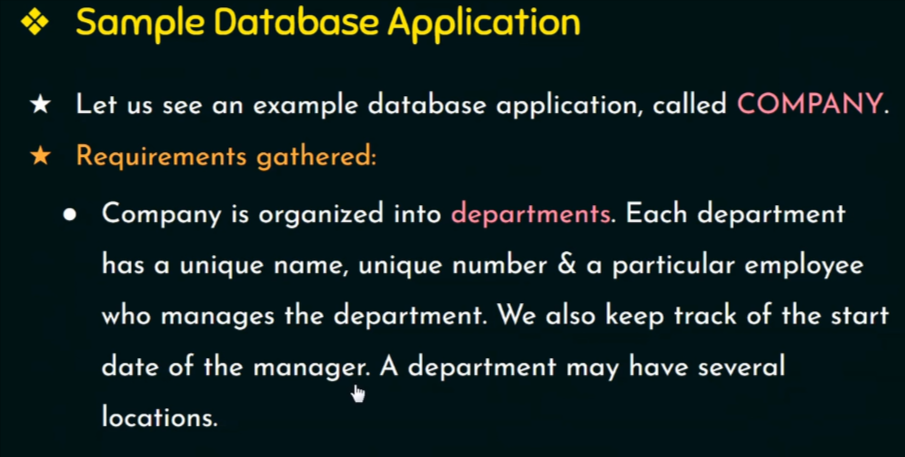 Sample Database Application
Let us see an example database application, called COMPANY.
Requirements gathered:
Company is organized into departments. Each department
has a unique name, unique number & a particular employee
who manages the department. We also keep track of the start
date of the manager. A department may have several
locations.